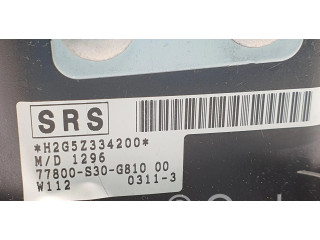 SRS
*H2G5Z334200*
M/D 1296
77800-S30-G810 00
W112 0311-3